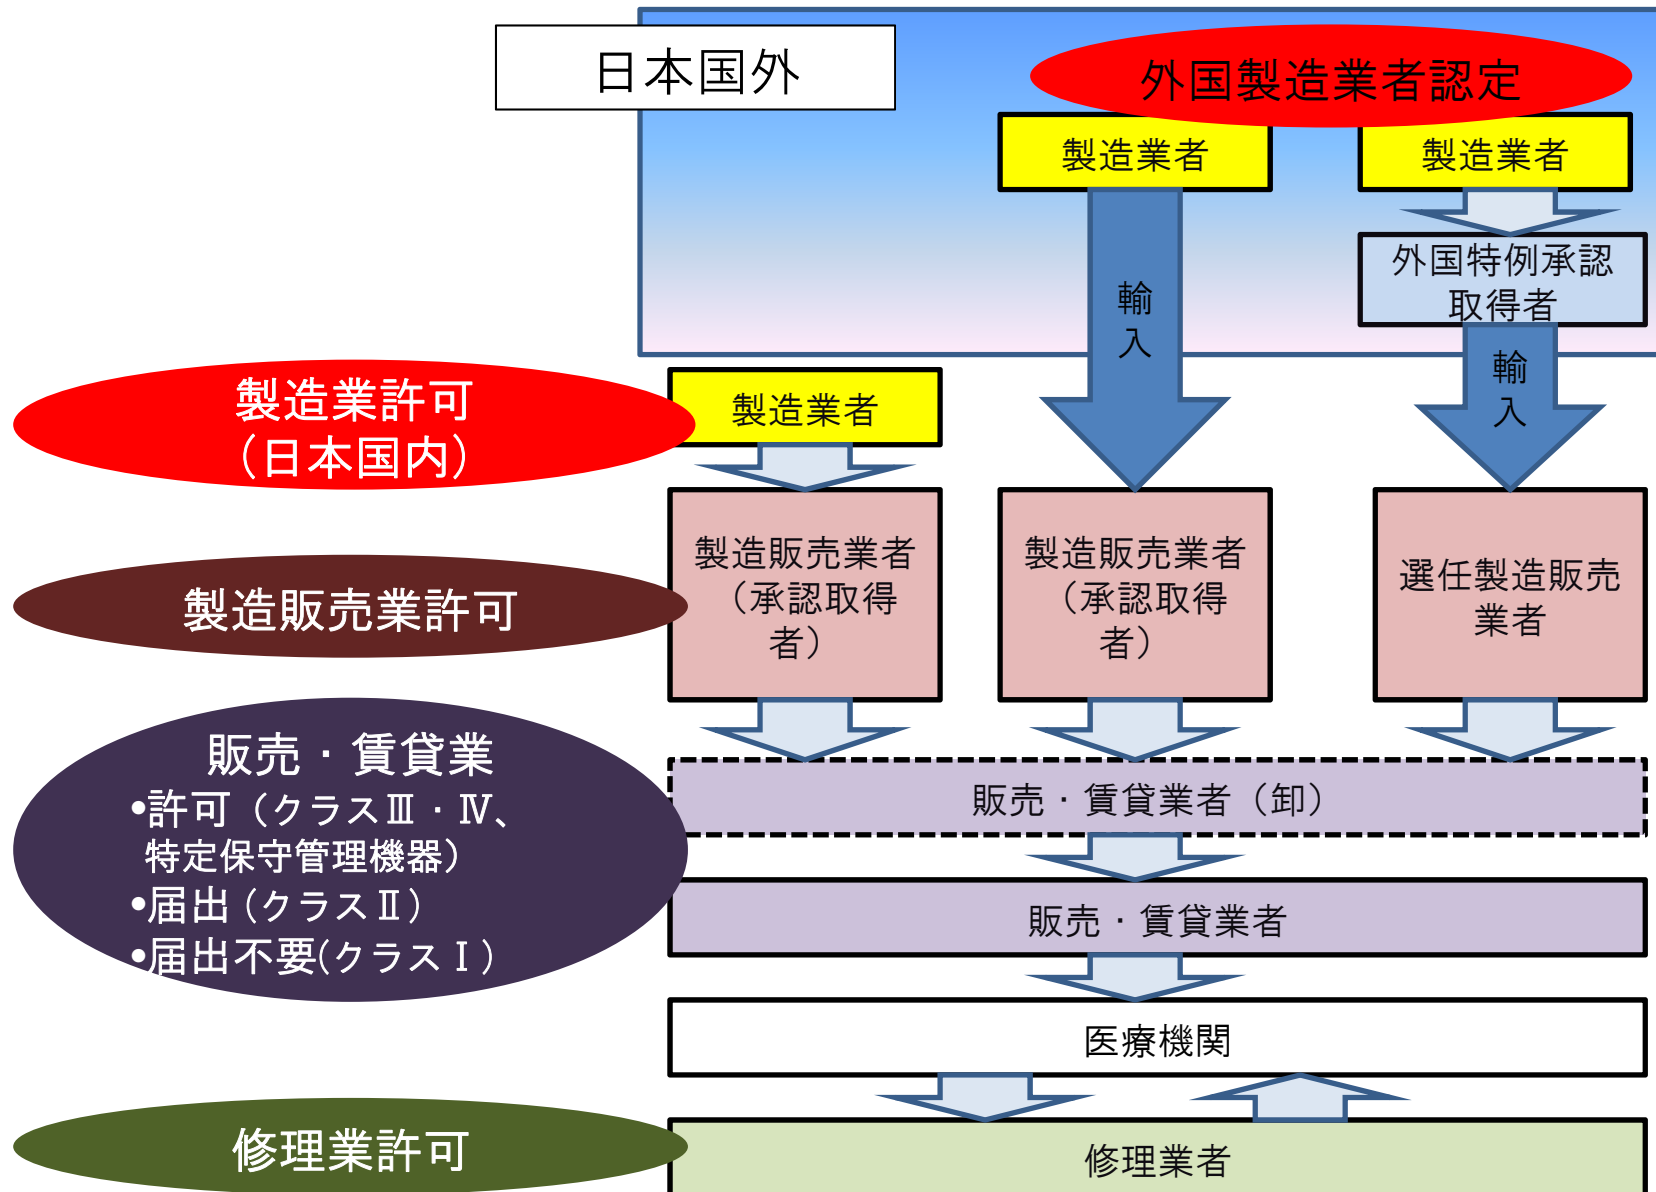 日本国外
外国製造業者認定
製造業者
製造業者
外国特例承認
取得者
輸
入
輸
入
製造業許可
（日本国内）
製造業者
製造販売業許可
製造販売業者
（承認取得
者）
製造販売業者
（承認取得
者）
選任製造販売
業者
販売・賃貸業
•許可（クラスⅢ・Ⅳ、
特定保守管理機器）
•届出（クラスⅡ）
•届出不要(クラスⅠ）
販売・賃貸業者（卸）
販売・賃貸業者
医療機関
修理業許可
修理業者